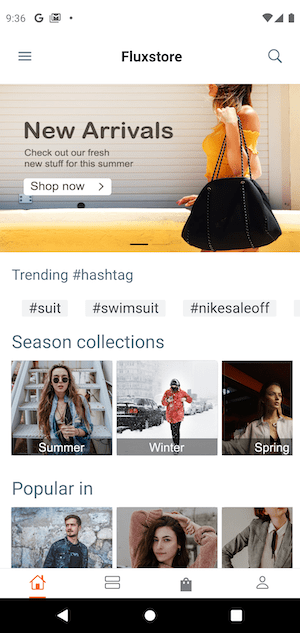 9:36
Fluxstore
New Arrivals
Check out our fresh
new stuff for this summer
Shop now
Trending #hashtag
#suit #swimsuit #nikesaleoff
Season collections
Summer Winter Spring
Popular in